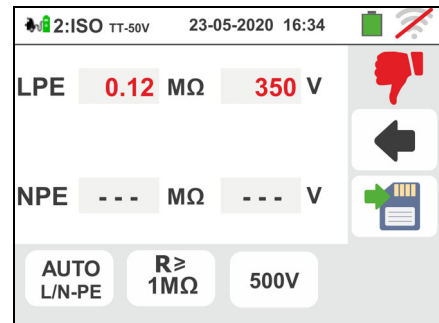 2:ISO TT-50V 23-05-2020 16:34
LPE 0.12 MΩ 350 V
NPE - - - MΩ - - - V
AUTO R≥ 500V
L/N-PE 1MΩ